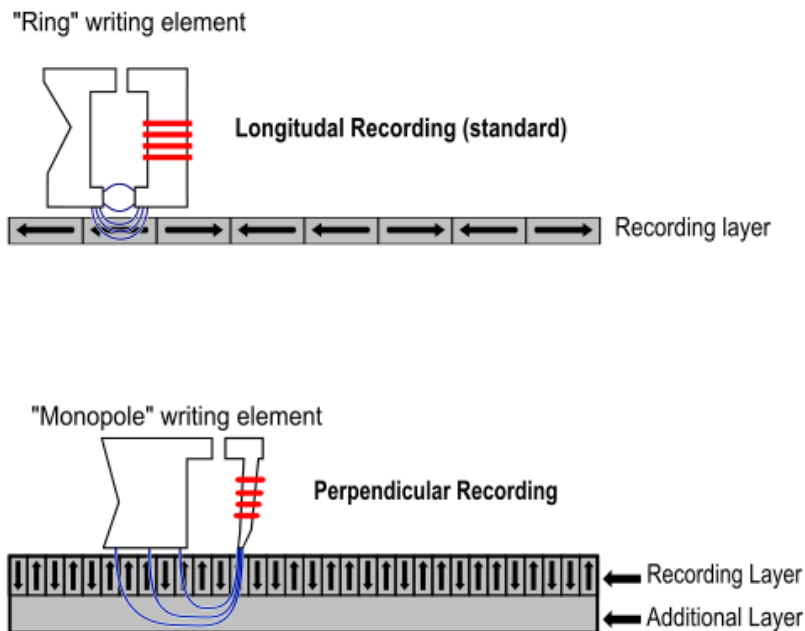 "Ring" writing element
Longitudal Recording (standard)
Recording layer
"Monopole" writing element
Perpendicular Recording
Recording Layer
Additional Layer